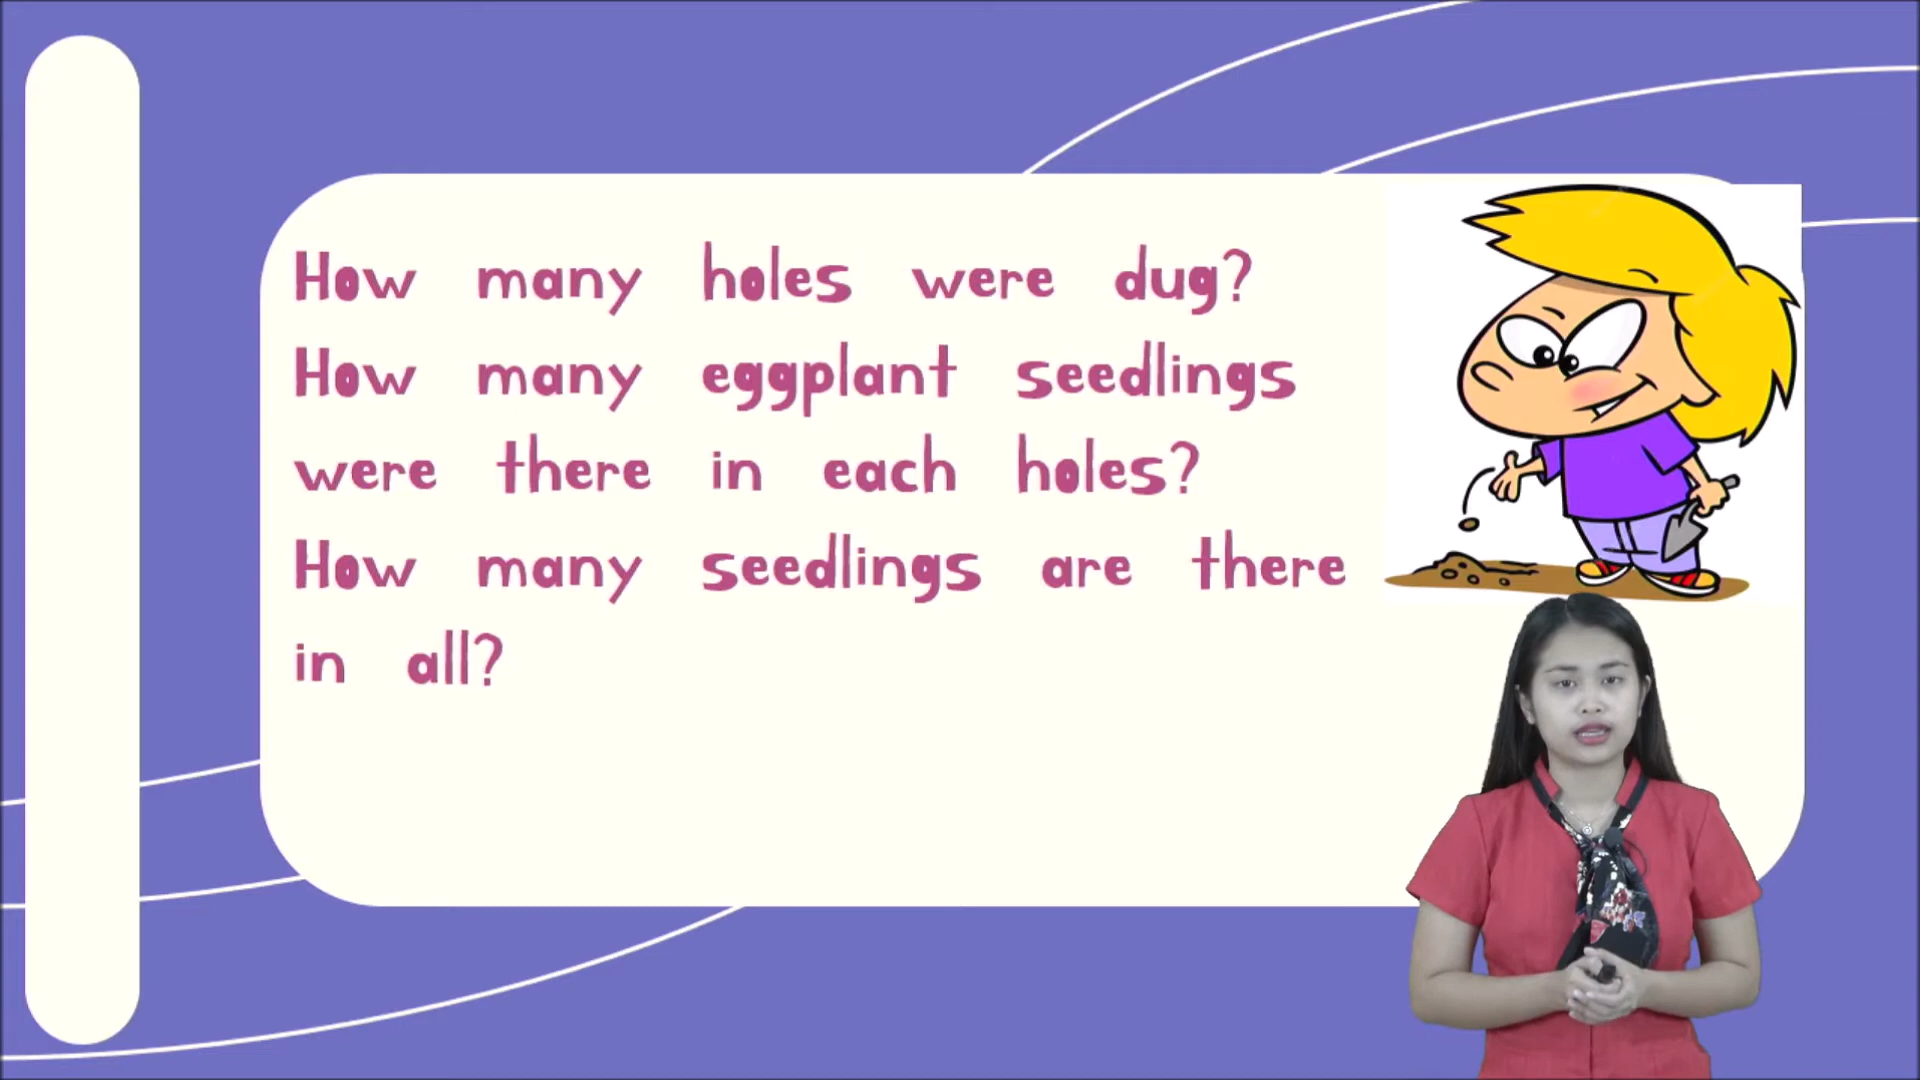 How many holes were dug?
How many eggplant seedlings
were there in each holes?
How many seedlings are there
in all?